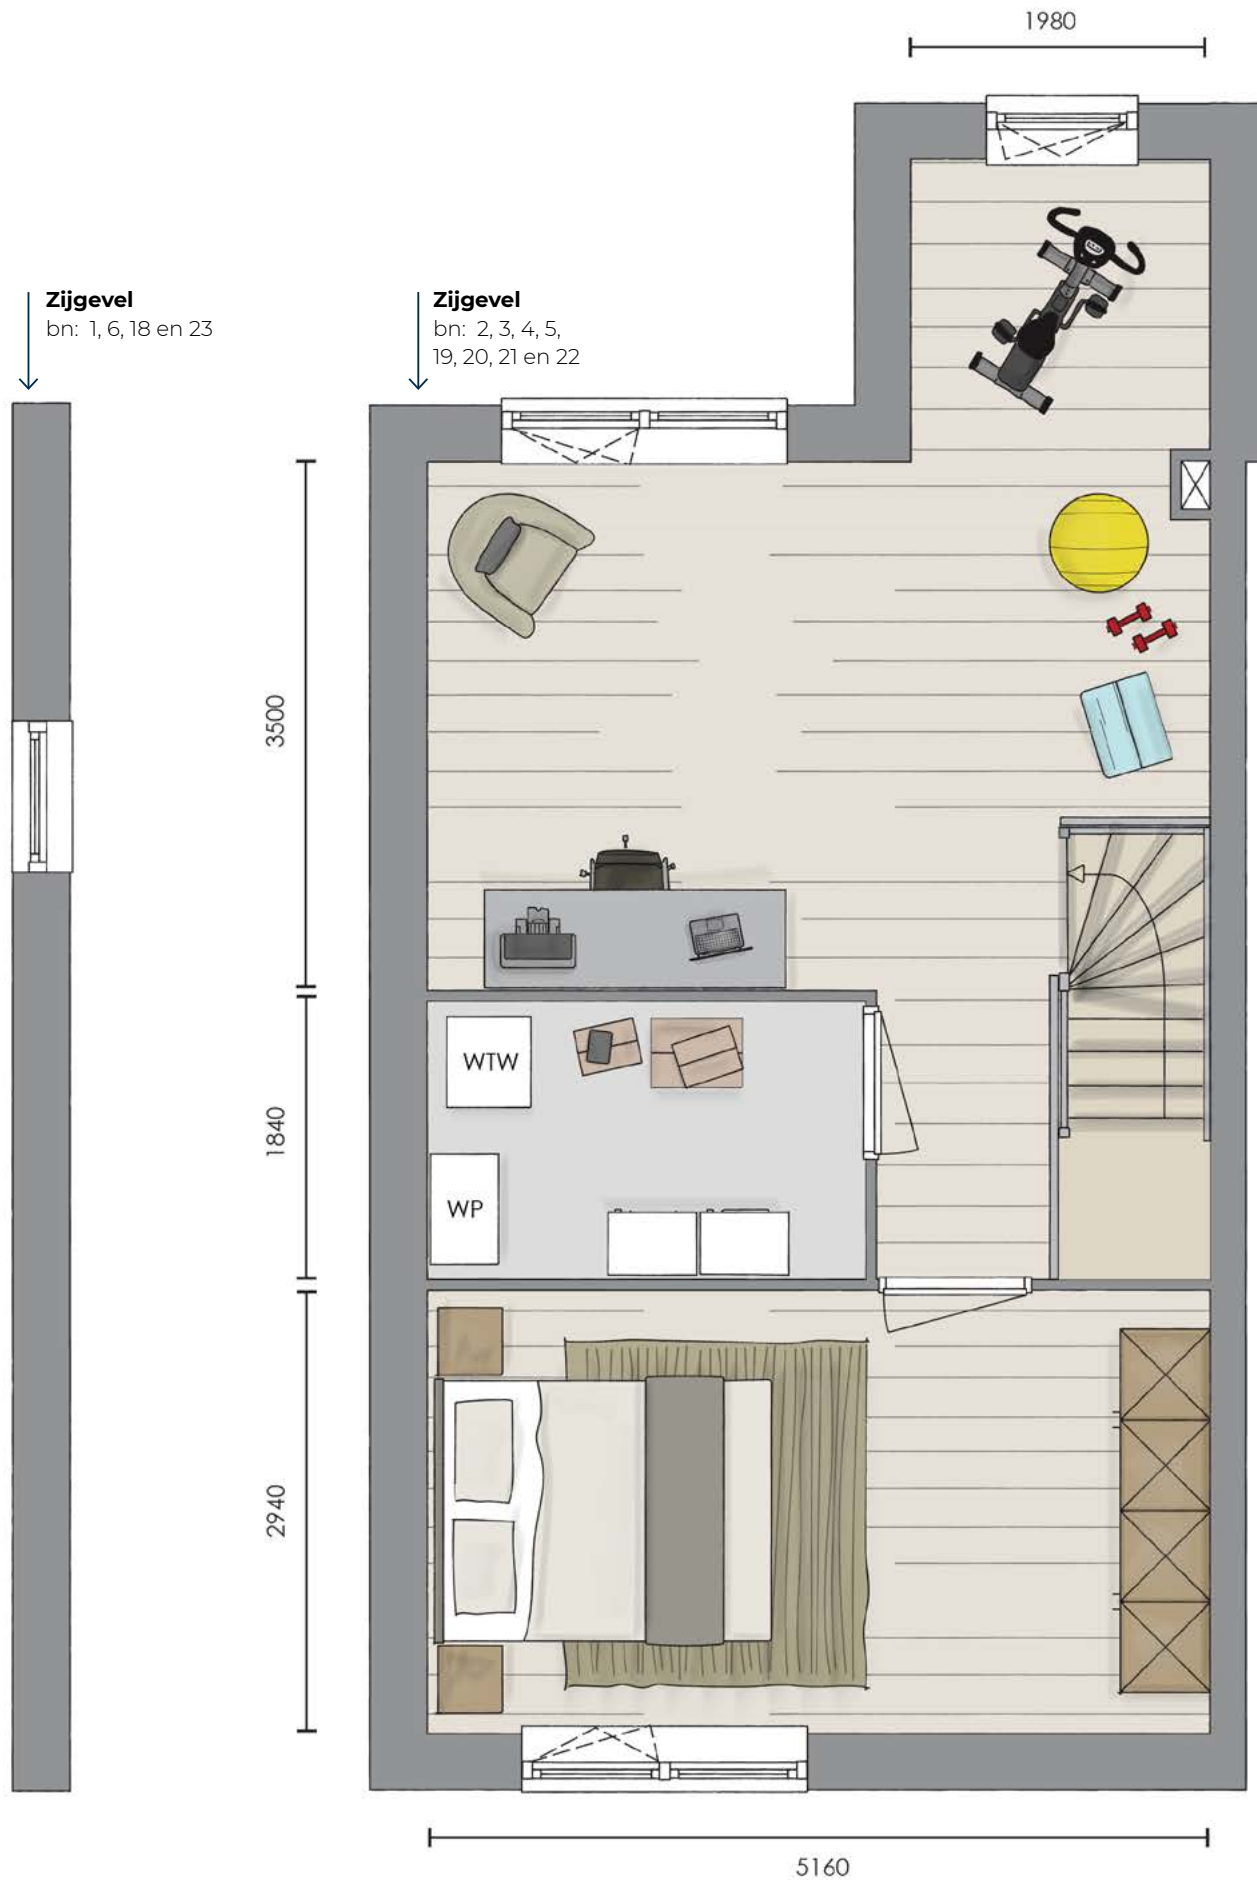 1980
Zijgevel
bn: 1, 6, 18 en 23
Zijgevel
bn: 2, 3, 4, 5,
19, 20, 21 en 22
3500
WTW
1840
WP
2940
5160